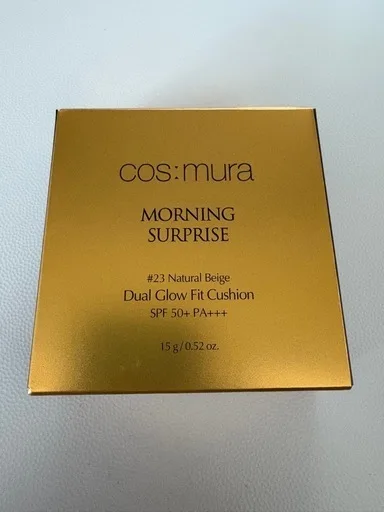 cos:mura
MORNING
SURPRISE
#23 Natural Beige
Dual Glow Fit Cushion
SPF 50+ PA+++
15 g / 0.52 oz.